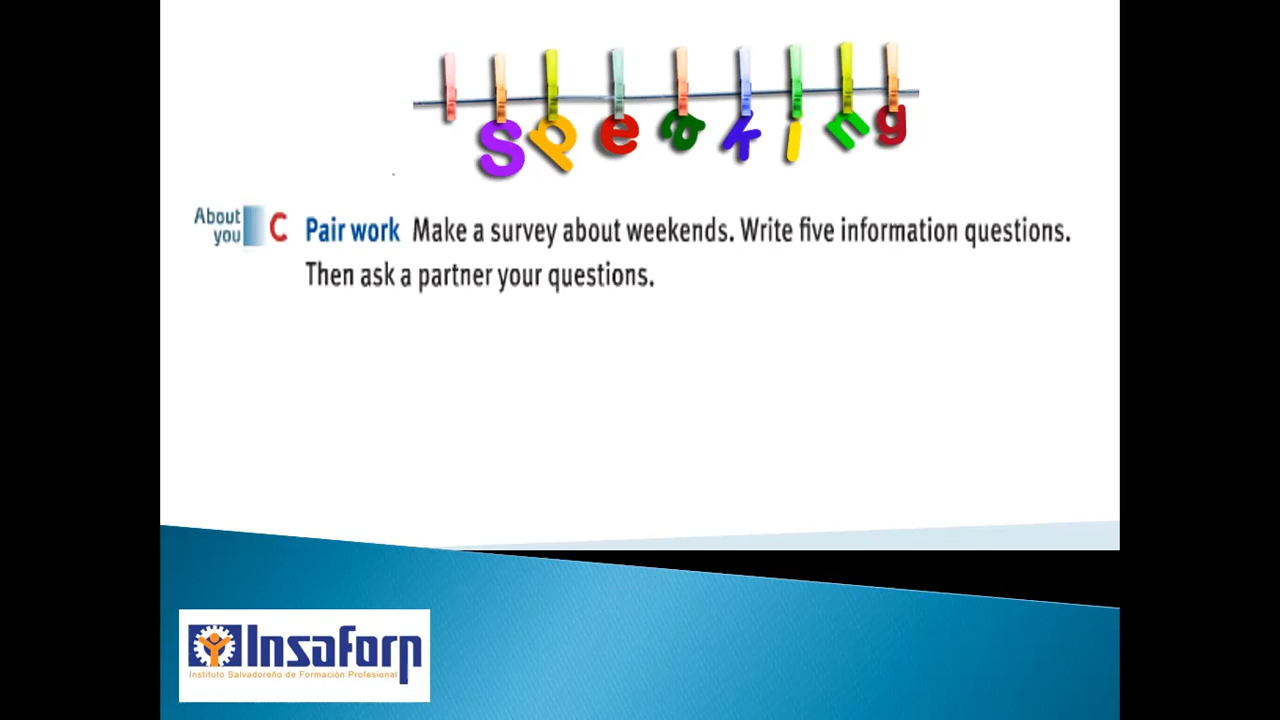 Speaking
About you C Pair work Make a survey about weekends. Write five information questions.
Then ask a partner your questions.
Insaforp
Instituto Salvadoreño de Formación Profesional